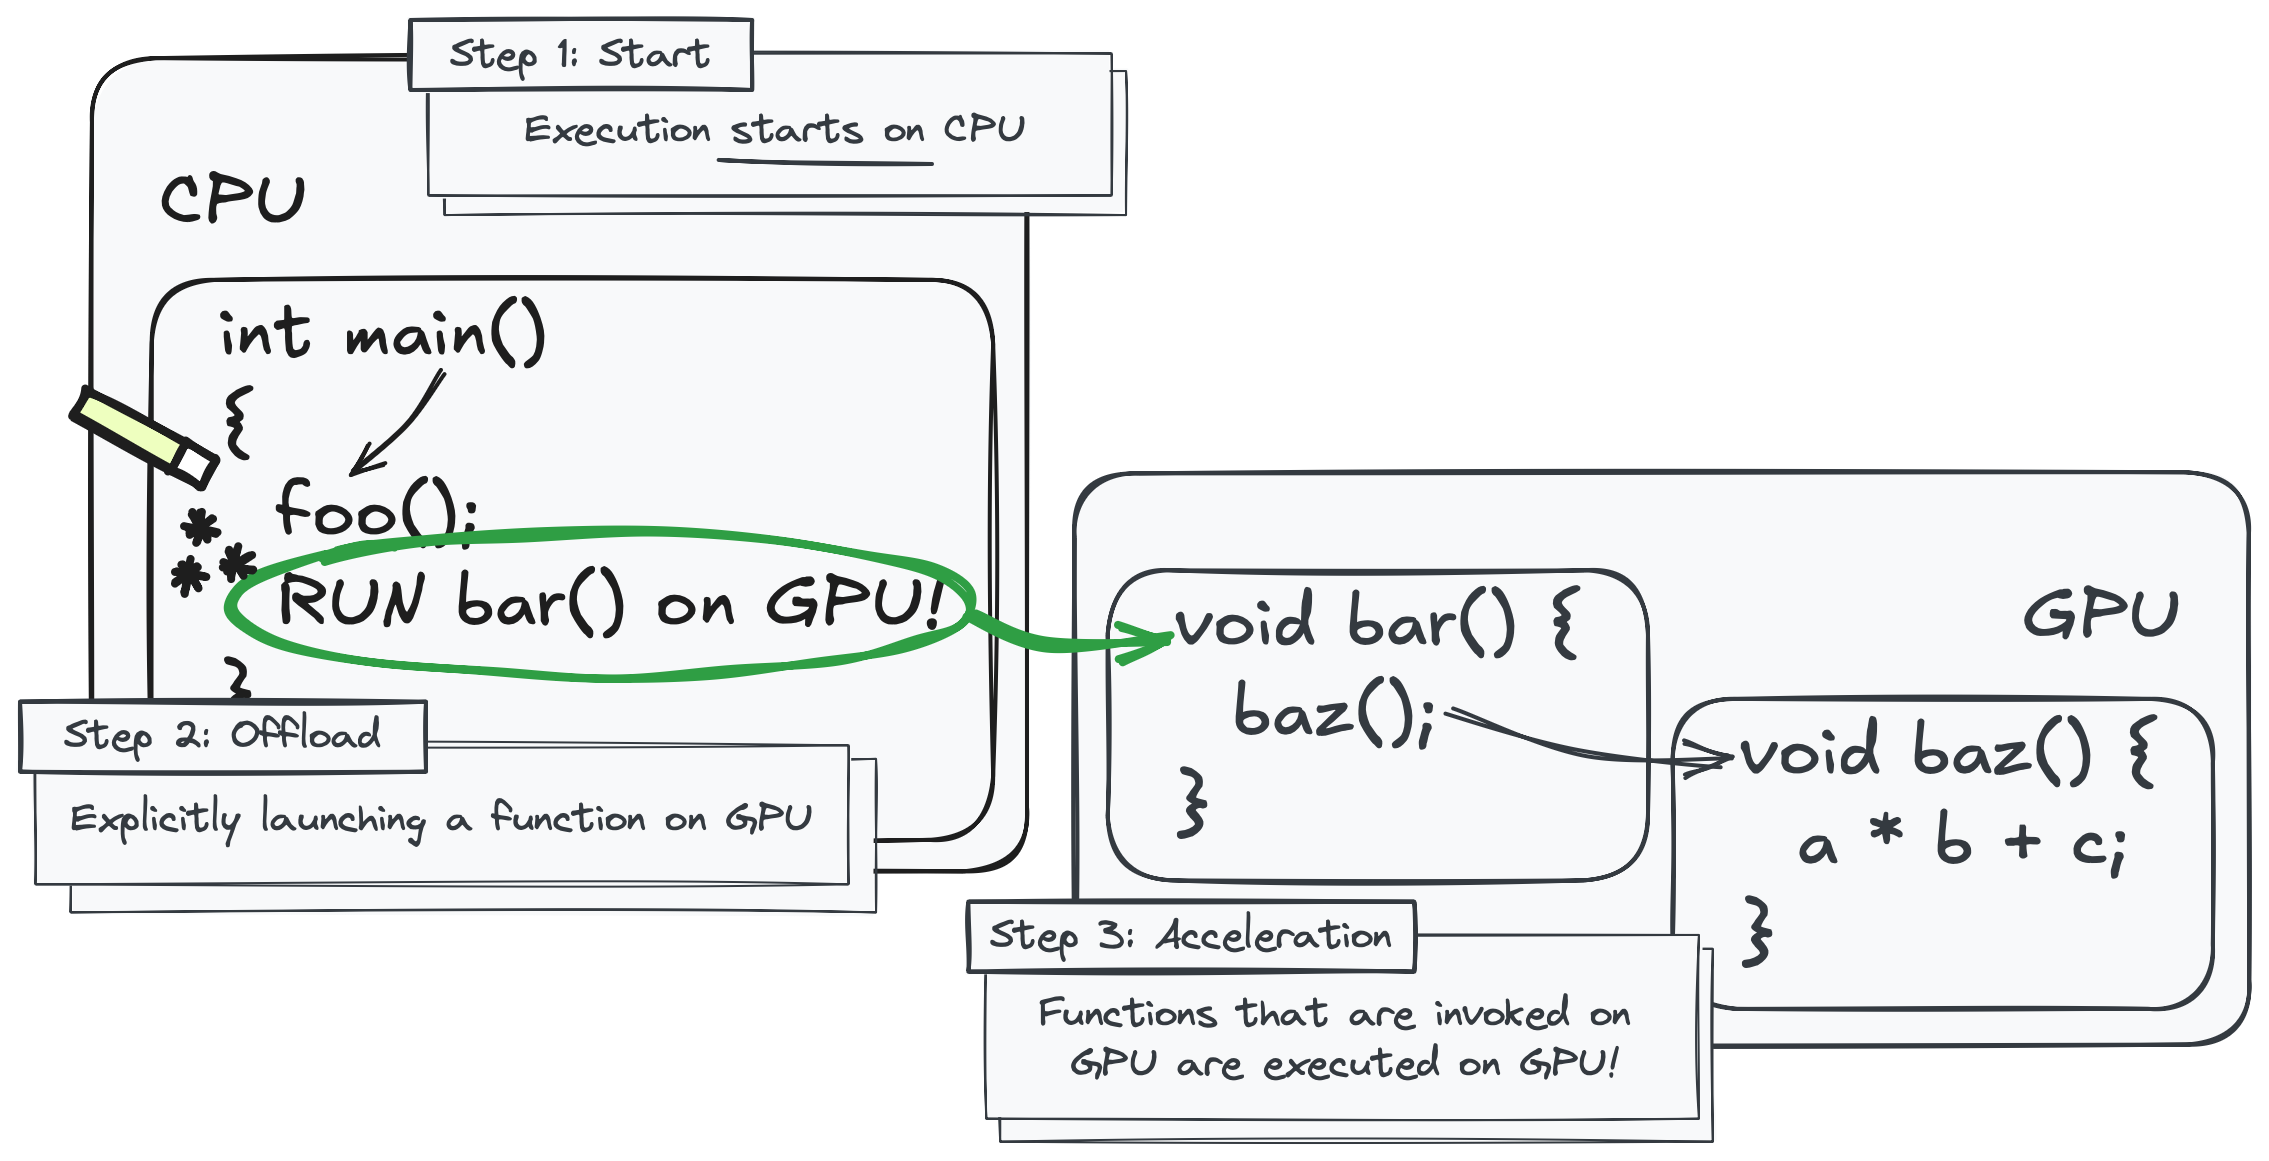 Step 1: Start
Execution starts on CPU
CPU
int main()
{
foo();
RUN bar() on GPU!
}
Step 2: Offload
Explicitly launching a function on GPU
GPU
void bar() {
baz();
}
void baz() {
a * b + c;
}
Step 3: Acceleration
Functions that are invoked on
GPU are executed on GPU!